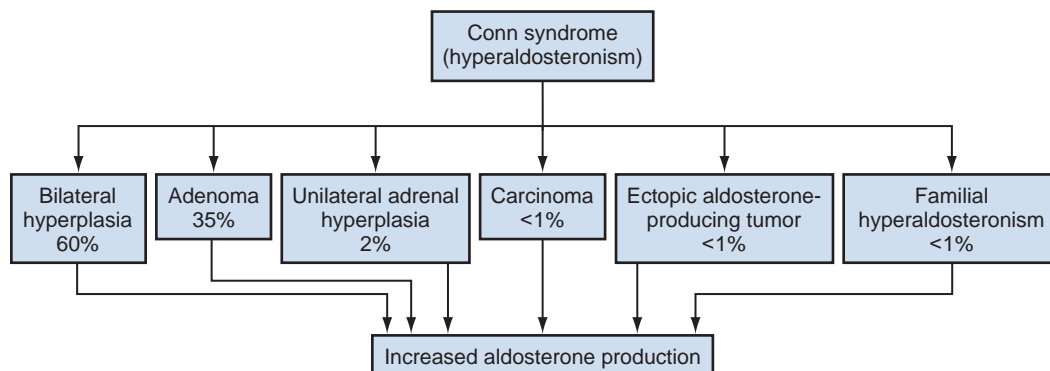 Conn syndrome
(hyperaldosteronism)
Bilateral
hyperplasia
60%
Adenoma
35%
Unilateral adrenal
hyperplasia
2%
Carcinoma
<1%
Ectopic aldosterone-
producing tumor
<1%
Familial
hyperaldosteronism
<1%
Increased aldosterone production